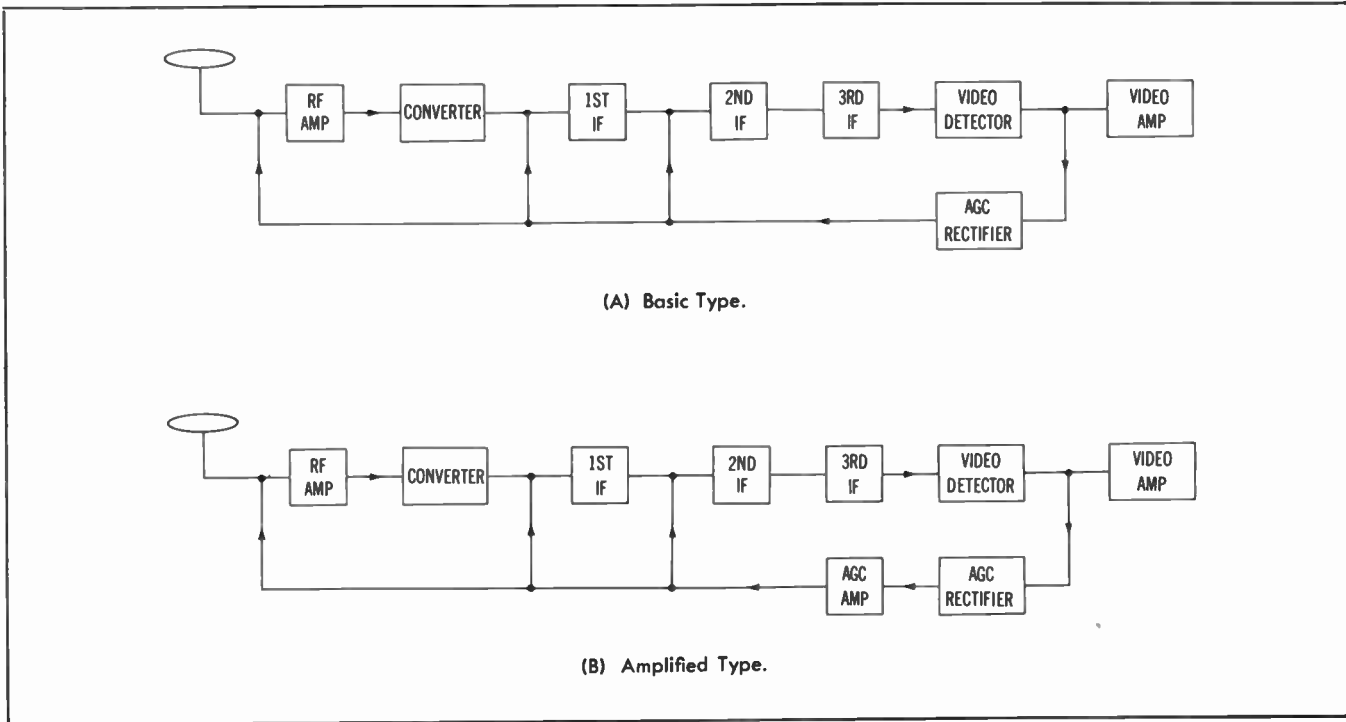 RF
AMP
CONVERTER
1ST
IF
2ND
IF
3RD
IF
VIDEO
DETECTOR
VIDEO
AMP
AGC
RECTIFIER
(A) Basic Type.
RF
AMP
CONVERTER
1ST
IF
2ND
IF
3RD
IF
VIDEO
DETECTOR
VIDEO
AMP
AGC
AMP
AGC
RECTIFIER
(B) Amplified Type.